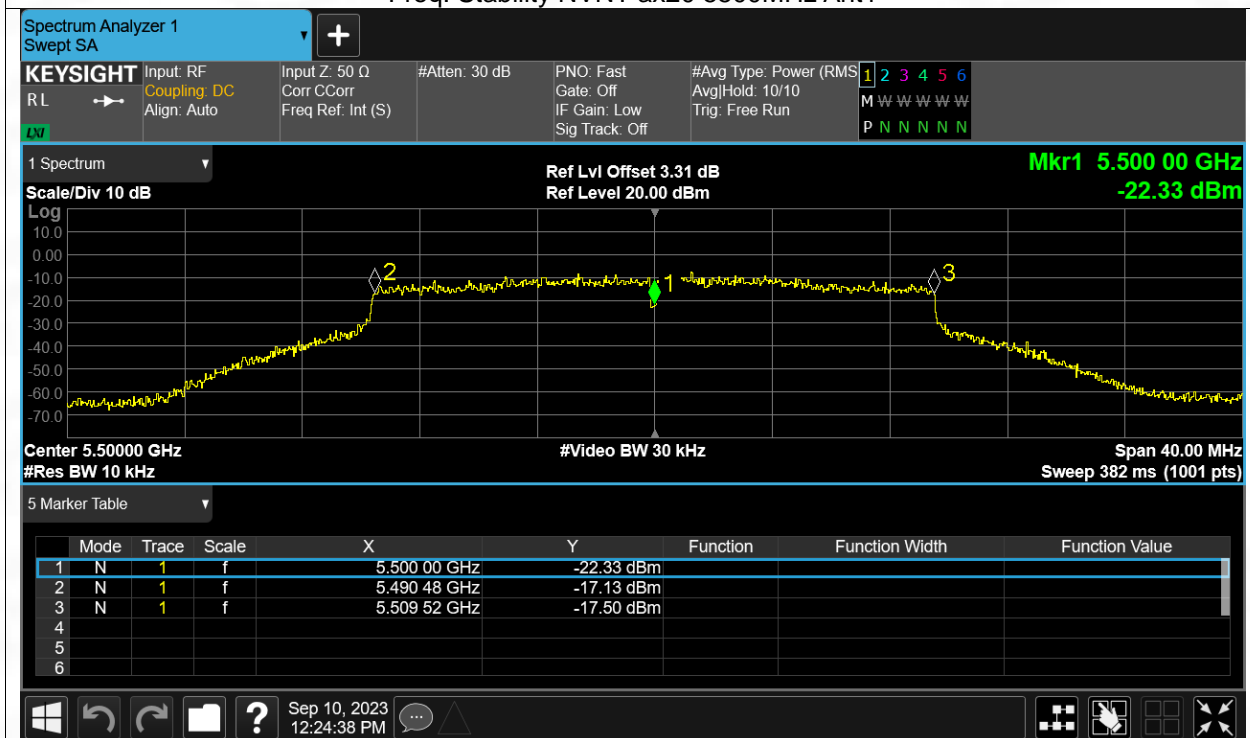 Freq. Stability NVNT ax20 5500MHz Ant1
Spectrum Analyzer 1
Swept SA
KEYSIGHT
RL
LXI
Input: RF
Coupling: DC
Align: Auto
Input Z: 50 Ω
Corr CCorr
Freq Ref: Int (S)
#Atten: 30 dB
PNO: Fast
Gate: Off
IF Gain: Low
Sig Track: Off
#Avg Type: Power (RMS
Avg|Hold: 10/10
Trig: Free Run
1 2 3 4 5 6
M W W W W W
P N N N N N
1 Spectrum
Scale/Div 10 dB
Ref Lvl Offset 3.31 dB
Ref Level 20.00 dBm
Mkr1 5.500 00 GHz
-22.33 dBm
Log
10.0
0.00
-10.0
-20.0
-30.0
-40.0
-50.0
-60.0
-70.0
2
1
3
Center 5.50000 GHz
#Video BW 30 kHz
Span 40.00 MHz
#Res BW 10 kHz
Sweep 382 ms (1001 pts)
5 Marker Table
Mode Trace Scale X Y Function Function Width Function Value
1 N 1 f 5.500 00 GHz -22.33 dBm
2 N 1 f 5.490 48 GHz -17.13 dBm
3 N 1 f 5.509 52 GHz -17.50 dBm
4
5
6
?
Sep 10, 2023
12:24:38 PM